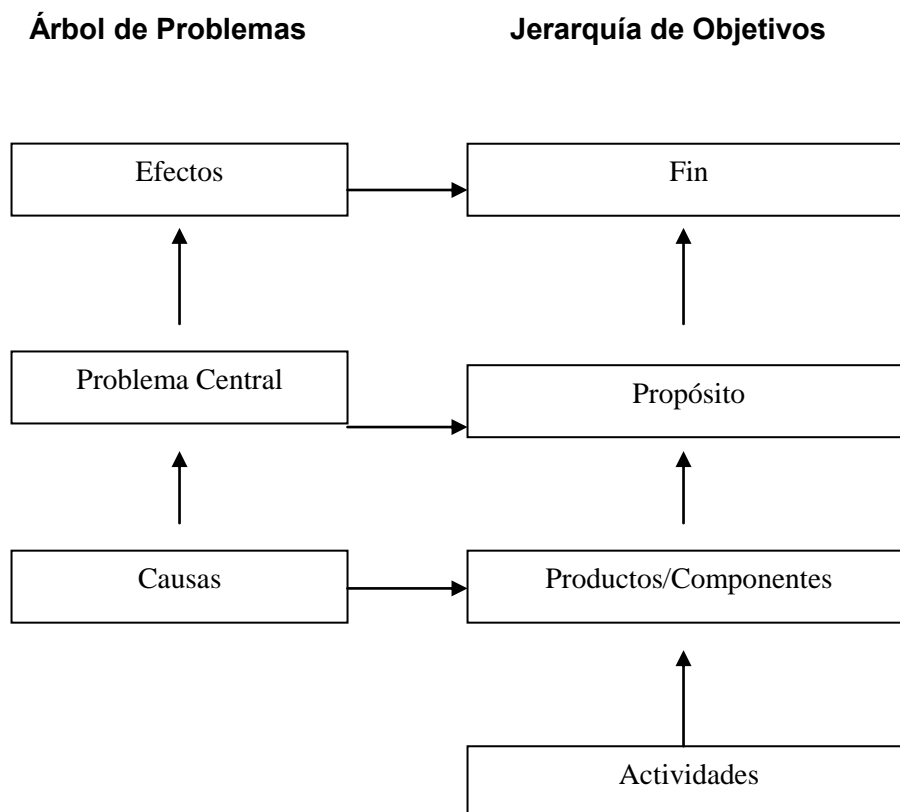 Árbol de Problemas
Jerarquía de Objetivos
Efectos
Fin
Problema Central
Propósito
Causas
Productos/Componentes
Actividades